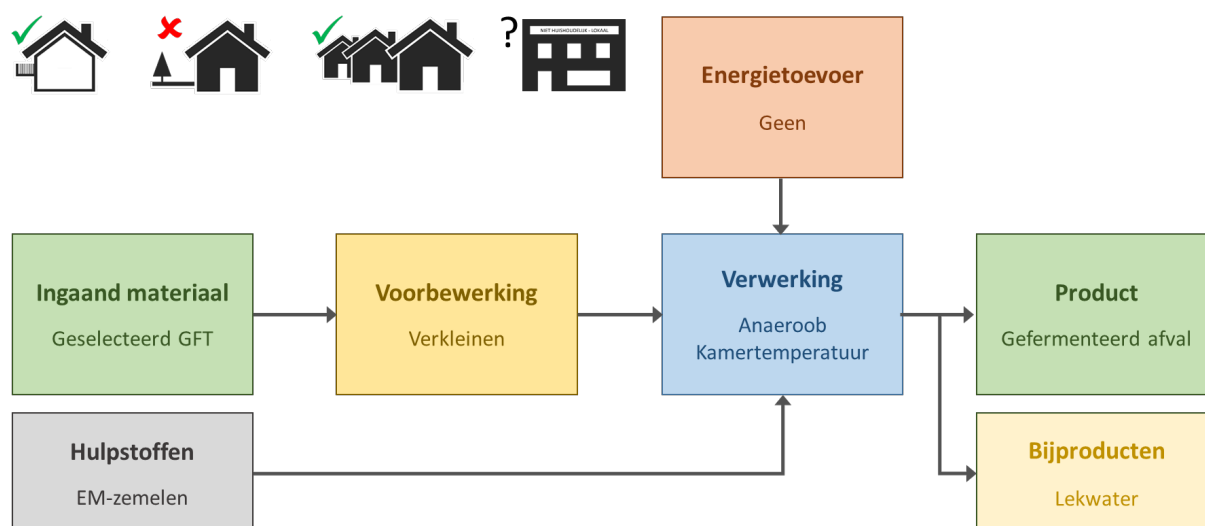 ?
NIET HUISHOUDELIJK - LOKAAL
Energietoevoer
Geen
Ingaand materiaal
Geselecteerd GFT
Voorbewerking
Verkleinen
Verwerking
Anaeroob
Kamertemperatuur
Product
Gefermenteerd afval
Hulpstoffen
EM-zemelen
Bijproducten
Lekwater